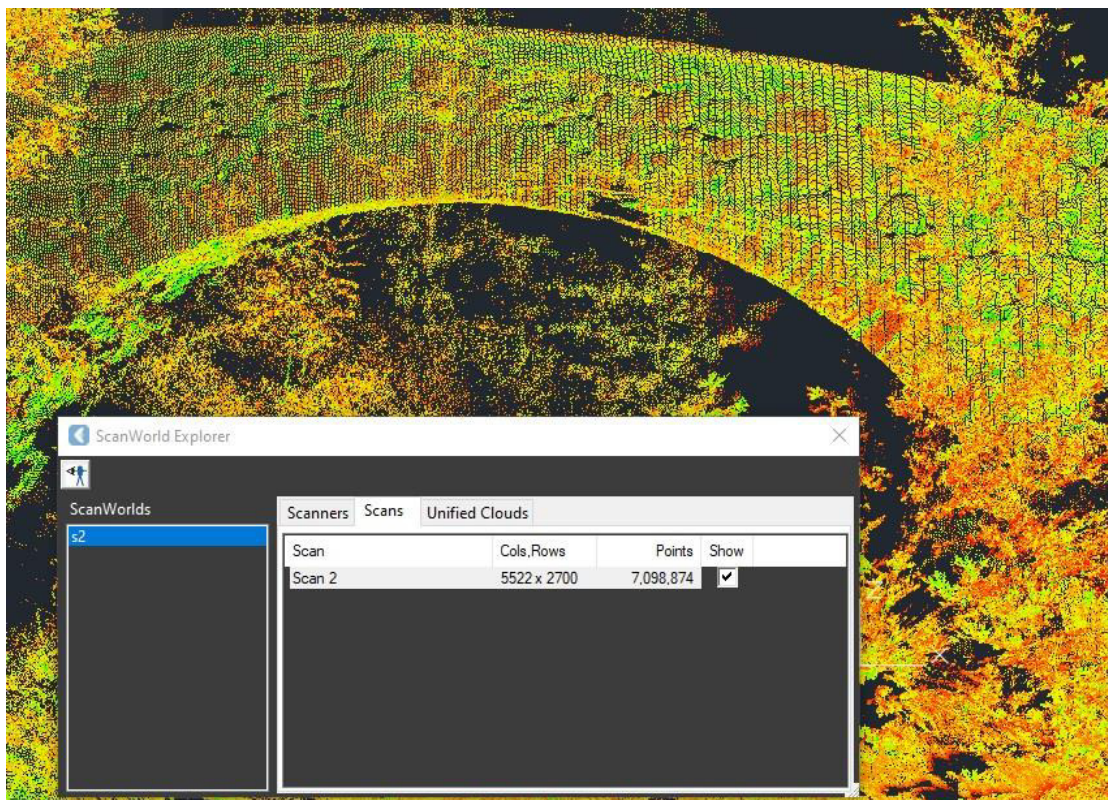 ScanWorld Explorer
ScanWorlds
Scanners Scans Unified Clouds
s2
Scan Cols,Rows Points Show
Scan 2 5522 x 2700 7,098,874
Z
X